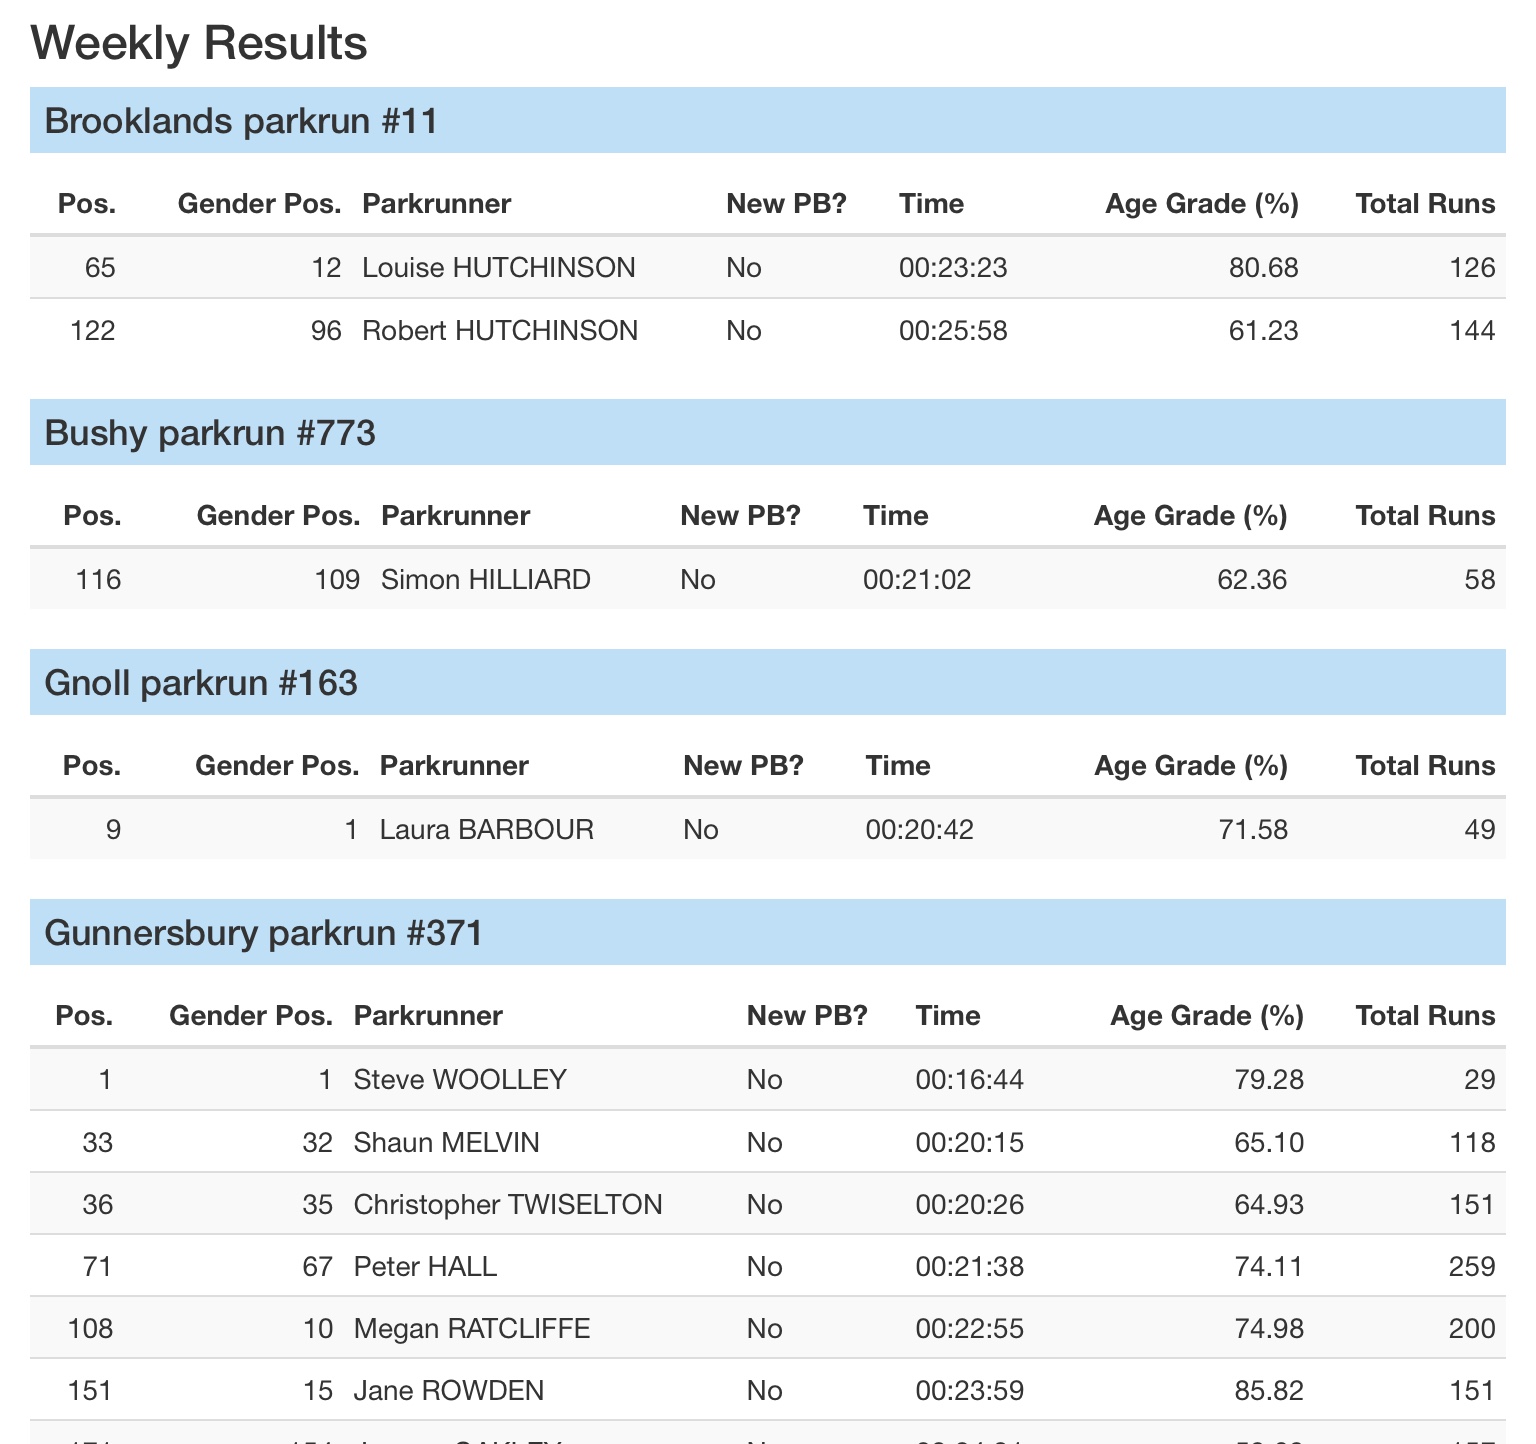 Weekly Results
Brooklands parkrun #11
Pos. Gender Pos. Parkrunner New PB? Time Age Grade (%) Total Runs
65 12 Louise HUTCHINSON No 00:23:23 80.68 126
122 96 Robert HUTCHINSON No 00:25:58 61.23 144
Bushy parkrun #773
Pos. Gender Pos. Parkrunner New PB? Time Age Grade (%) Total Runs
116 109 Simon HILLIARD No 00:21:02 62.36 58
Gnoll parkrun #163
Pos. Gender Pos. Parkrunner New PB? Time Age Grade (%) Total Runs
9 1 Laura BARBOUR No 00:20:42 71.58 49
Gunnersbury parkrun #371
Pos. Gender Pos. Parkrunner New PB? Time Age Grade (%) Total Runs
1 1 Steve WOOLLEY No 00:16:44 79.28 29
33 32 Shaun MELVIN No 00:20:15 65.10 118
36 35 Christopher TWISELTON No 00:20:26 64.93 151
71 67 Peter HALL No 00:21:38 74.11 259
108 10 Megan RATCLIFFE No 00:22:55 74.98 200
151 15 Jane ROWDEN No 00:23:59 85.82 151